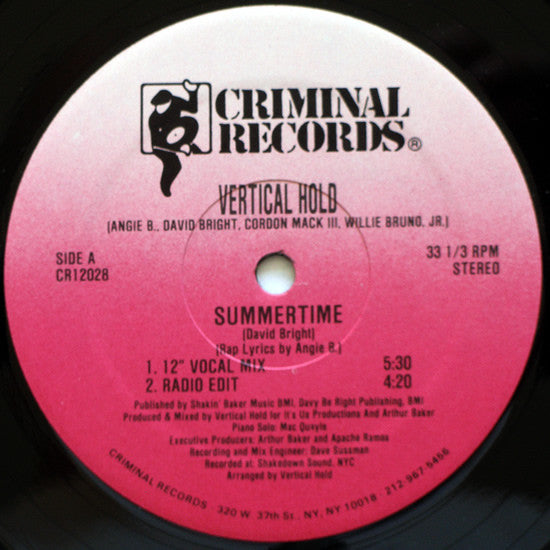 CRIMINAL
RECORDS®
VERTICAL HOLD
(ANGIE B., DAVID BRIGHT, CORDON MACK III, WILLIE BRUNO, JR.)
SIDE A
CR12028
33 1/3 RPM
STEREO
SUMMERTIME
(David Bright)
(Rap Lyrics by Angie B.)
1. 12" VOCAL MIX 5:30
2. RADIO EDIT 4:20
Published by Shakin' Baker Music BMI, Davy Be Right Publishing, BMI
Produced & Mixed by Vertical Hold for It's Us Productions And Arthur Baker
Piano Solo: Mac Quayle
Executive Producers: Arthur Baker and Apache Ramos
Recording and Mix Engineer: Dave Sussman
Recorded at: Shakedown Sound, NYC
Arranged by Vertical Hold
CRIMINAL RECORDS 320 W. 37th St., NY, NY 10018 212-967-5456